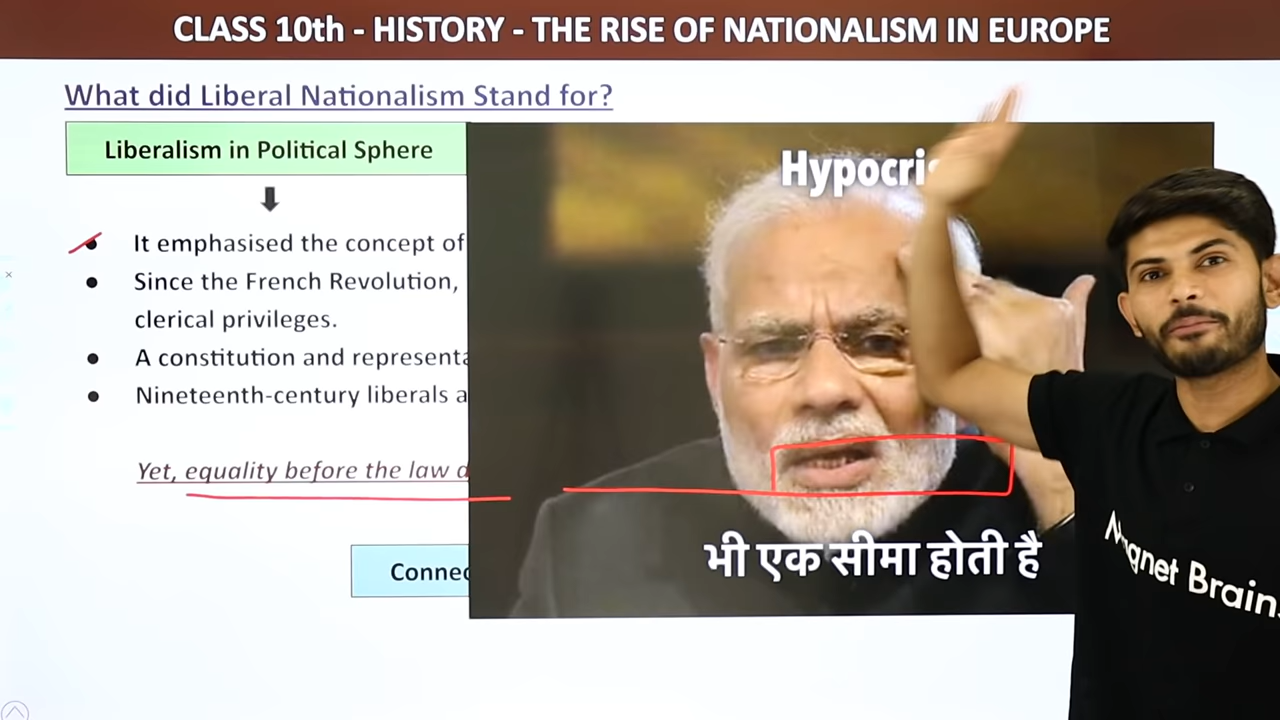 CLASS 10th - HISTORY - THE RISE OF NATIONALISM IN EUROPE
What did Liberal Nationalism Stand for?
Liberalism in Political Sphere
It emphasised the concept of
Since the French Revolution,
clerical privileges.
A constitution and representa
Nineteenth-century liberals a
Yet, equality before the law d
Connec
Hypocri
भी एक सीमा होती है
Magnet Brains